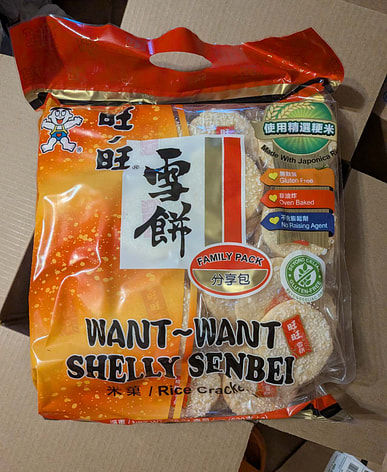 旺旺
雪餅
使用精選粳米
Made With Japonica
無麩質
Gluten Free
非油炸
Oven Baked
不含膨鬆劑
No Raising Agent
FAMILY PACK
分享包
GLUTEN-FREE
旺旺
雪餅
WANT~WANT
SHELLY SENBEI
米菓 / Rice Cracke